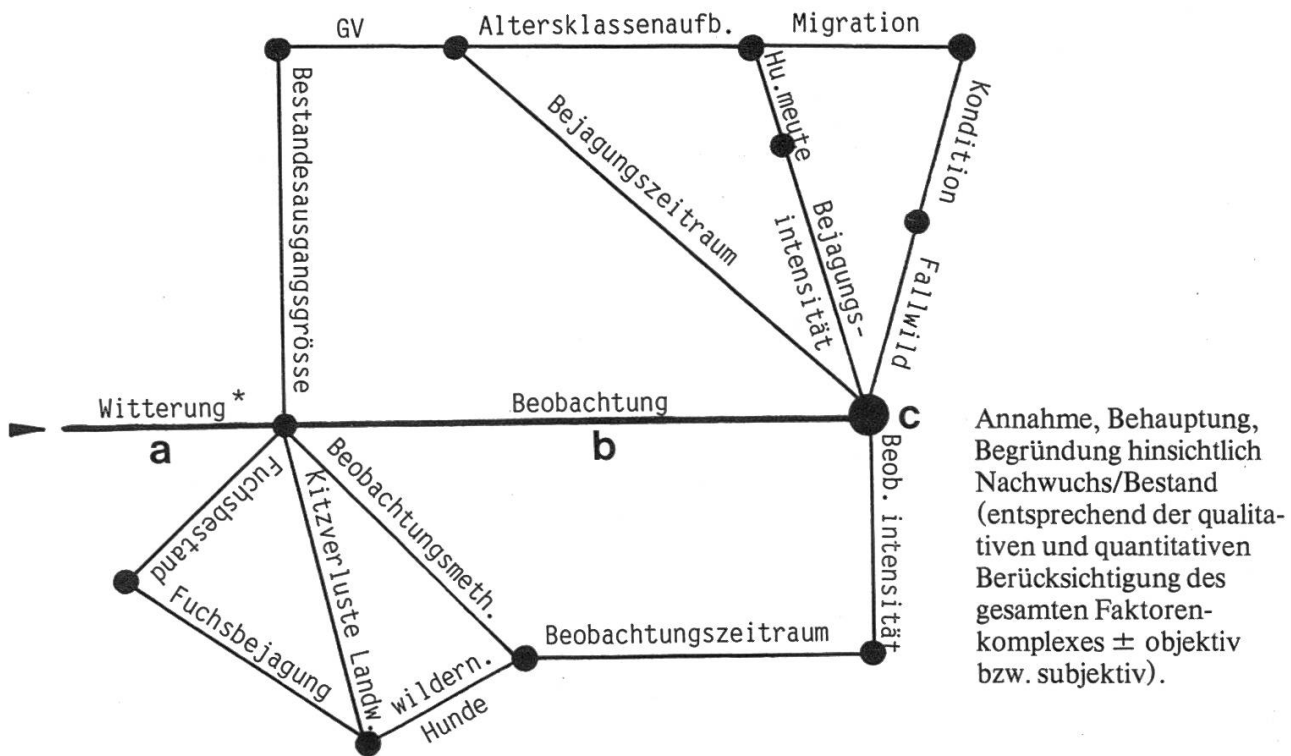 GV
Altersklassenaufb.
Migration
Bestandesausgangsgrösse
Bejagungszeitraum
Hu.meute
Bejagungs-
intensität
Kondition
Fallwild
Witterung *
a
Beobachtung
b
c
Fuchsbestand
Fuchsbejagung
Kitzverluste Landw.
Beobachtungsmeth.
wildern.
Hunde
Beobachtungszeitraum
Beob. intensität
Annahme, Behauptung,
Begründung hinsichtlich
Nachwuchs/Bestand
(entsprechend der qualita-
tiven und quantitativen
Berücksichtigung des
gesamten Faktoren-
komplexes ± objektiv
bzw. subjektiv).